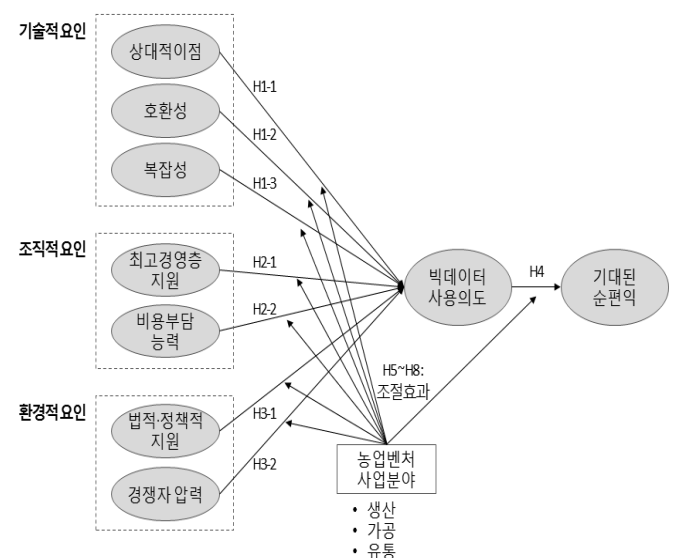 기술적요인
상대적이점
호환성
복잡성
H1-1
H1-2
H1-3
조직적요인
최고경영층
지원
비용부담
능력
H2-1
H2-2
빅데이터
사용의도
H4
기대된
순편익
H5~H8:
조절효과
환경적요인
법적·정책적
지원
경쟁자 압력
H3-1
H3-2
농업벤처
사업분야
• 생산
• 가공
• 유통